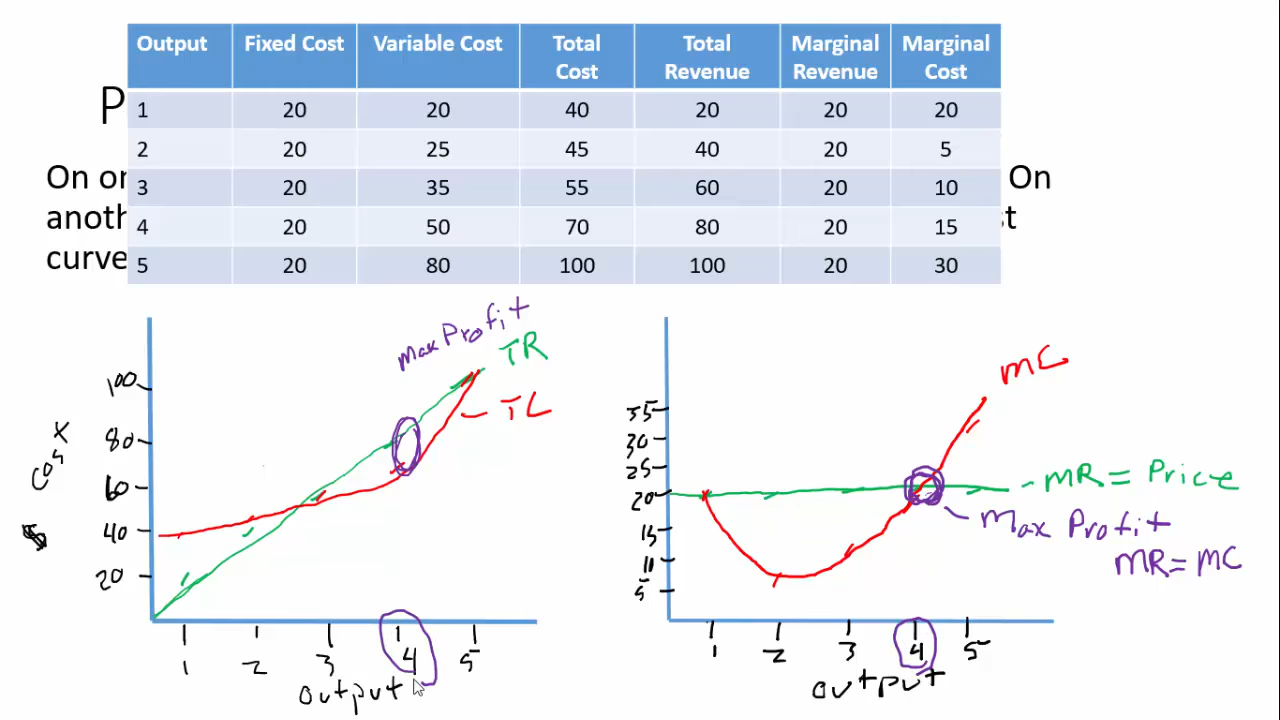 Output Fixed Cost Variable Cost Total Cost Total Revenue Marginal Revenue Marginal Cost
1 20 20 40 20 20 20
2 20 25 45 40 20 5
3 20 35 55 60 20 10
4 20 50 70 80 20 15
5 20 80 100 100 20 30
P
On
On
curve
max Profit
TR
TC
100
80
60
40
20
Cost
$
1 2 3 4 5
output
MC
35
30
25
20
15
10
5
MR = Price
Max Profit
MR = MC
1 2 3 4 5
output